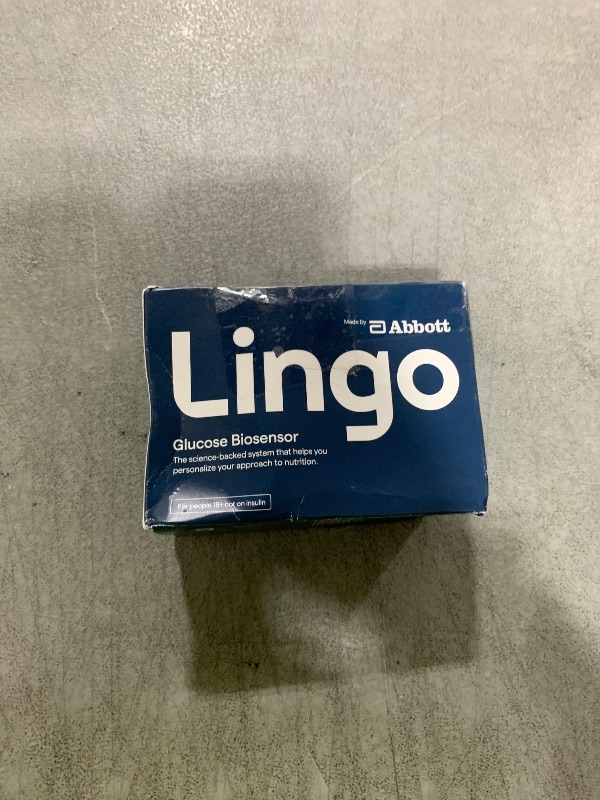 Made by Abbott
Lingo
Glucose Biosensor
The science-backed system that helps you
personalize your approach to nutrition.
For people 18+ not on insulin